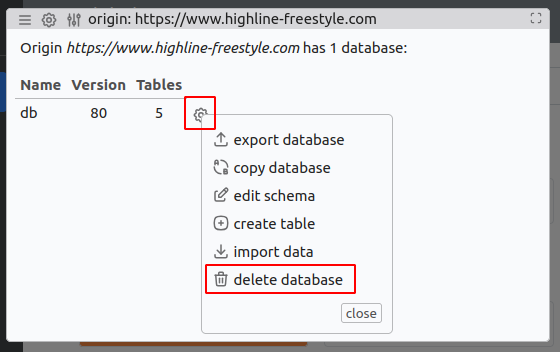 origin: https://www.highline-freestyle.com
Origin https://www.highline-freestyle.com has 1 database:
Name Version Tables
db 80 5
export database
copy database
edit schema
create table
import data
delete database
close